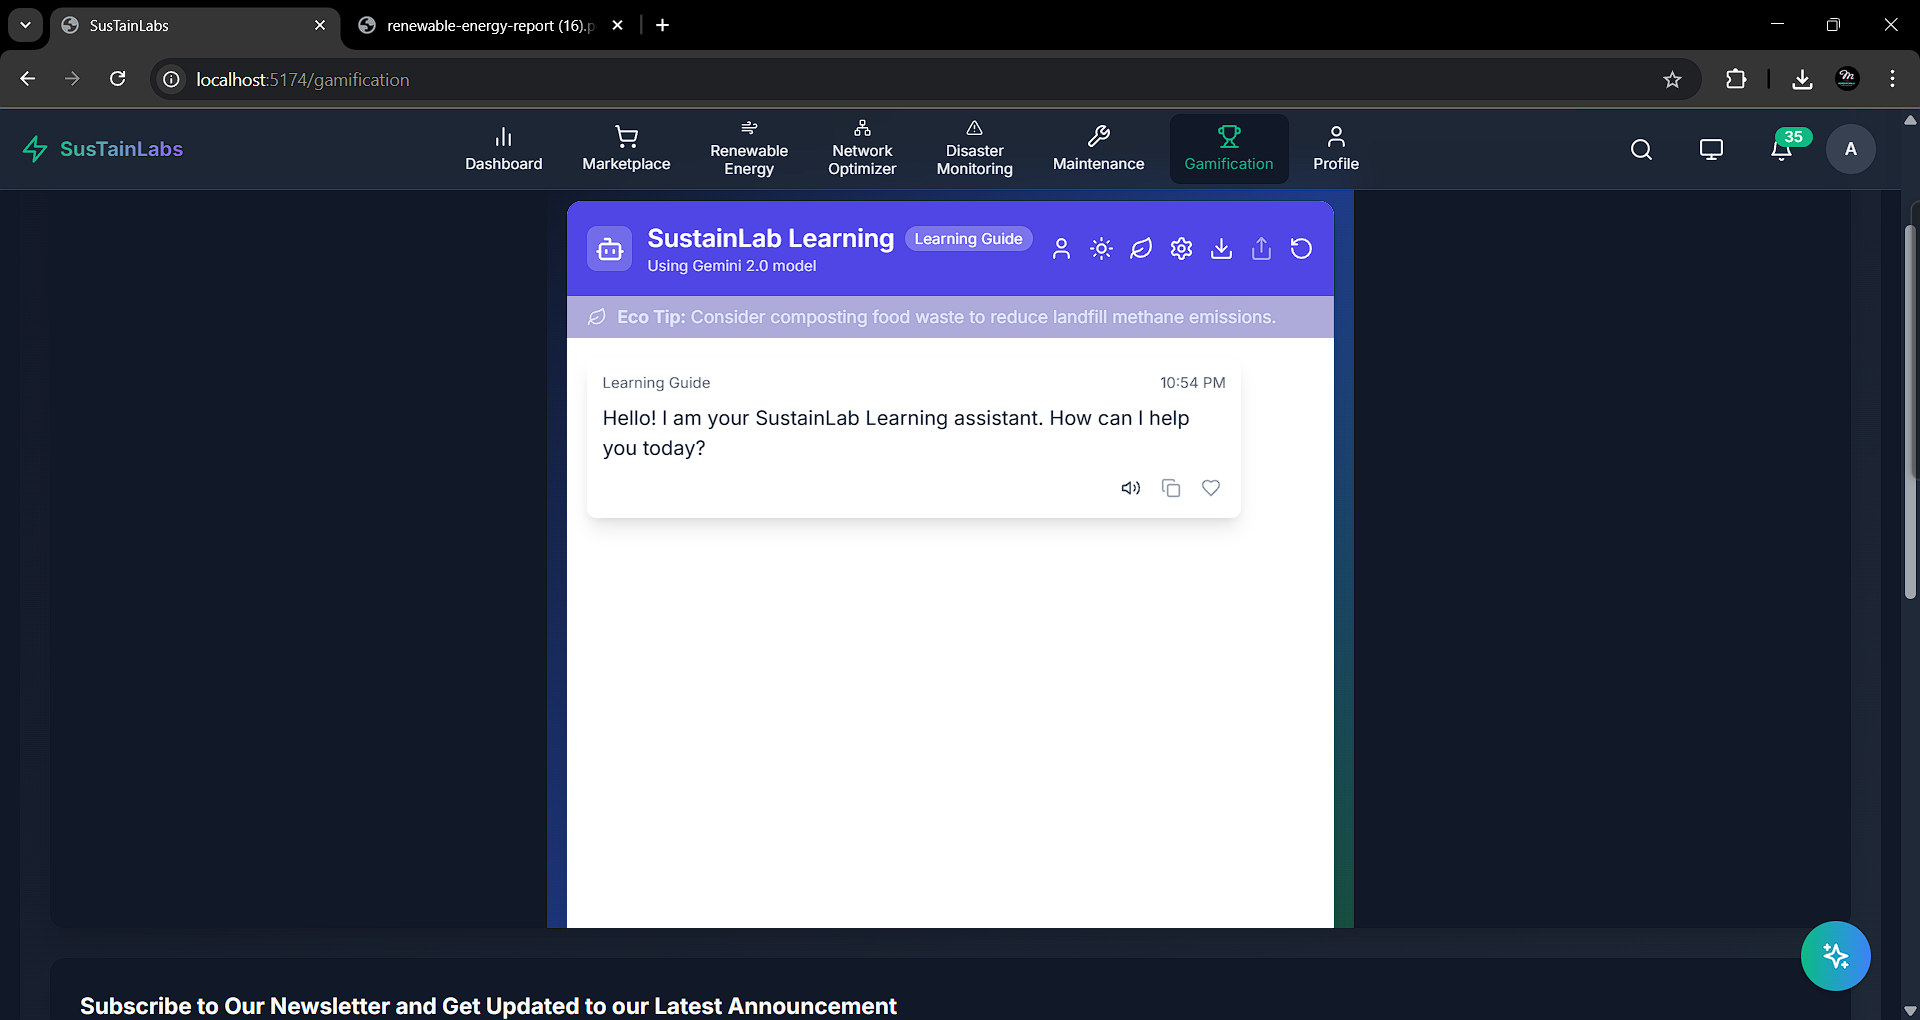 SusTainLabs
renewable-energy-report (16).p
localhost:5174/gamification
SusTainLabs
Dashboard
Marketplace
Renewable
Energy
Network
Optimizer
Disaster
Monitoring
Maintenance
Gamification
Profile
35
A
SustainLab Learning
Learning Guide
Using Gemini 2.0 model
Eco Tip: Consider composting food waste to reduce landfill methane emissions.
Learning Guide
10:54 PM
Hello! I am your SustainLab Learning assistant. How can I help
you today?
Subscribe to Our Newsletter and Get Updated to our Latest Announcement